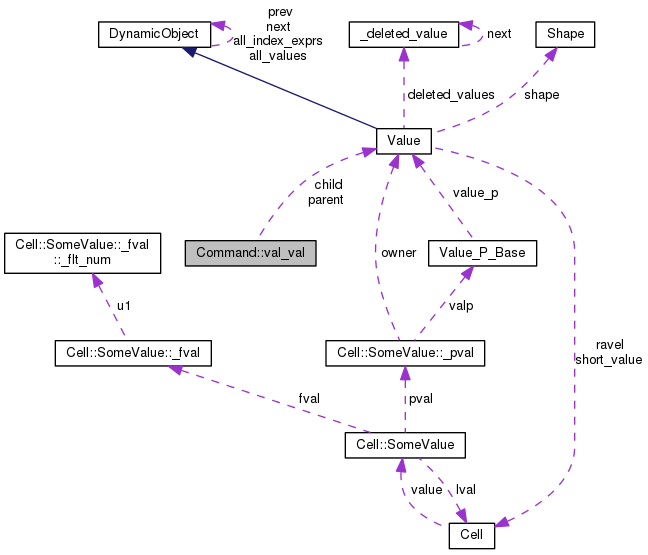 prev
next
all_index_exprs
all_values
DynamicObject
_deleted_value
next
Shape
deleted_values
shape
Value
child
parent
value_p
Cell::SomeValue::_fval
::_flt_num
Command::val_val
owner
Value_P_Base
u1
valp
ravel
short_value
Cell::SomeValue::_fval
Cell::SomeValue::_pval
fval
pval
Cell::SomeValue
value
lval
Cell